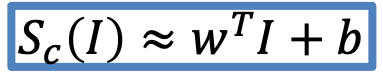 S_c(I) ≈ w^T I + b